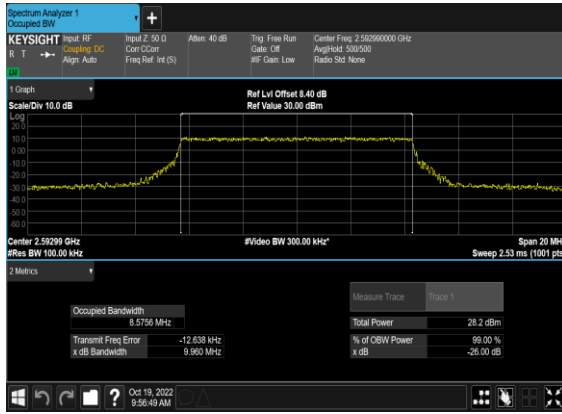 Spectrum Analyzer 1
Occupied BW
+
KEYSIGHT Input: RF Input Z: 50 Ω Atten: 40 dB Trig: Free Run Center Freq: 2.592990000 GHz
R T Coupling: DC Corr CCorr Gate: Off Avg|Hold: 500/500
Align: Auto Freq Ref: Int (S) #IF Gain: Low Radio Std: None
LW
1 Graph
Ref Lvl Offset 8.40 dB
Scale/Div 10.0 dB Ref Value 30.00 dBm
Log
20.0
10.0
0.00
-10.0
-20.0
-30.0
-40.0
-50.0
-60.0
Center 2.59299 GHz #Video BW 300.00 kHz* Span 20 MH
#Res BW 100.00 kHz Sweep 2.53 ms (1001 pts
2 Metrics
Measure Trace Trace 1
Occupied Bandwidth
8.5756 MHz Total Power 28.2 dBm
Transmit Freq Error -12.638 kHz % of OBW Power 99.00 %
x dB Bandwidth 9.960 MHz x dB -26.00 dB
? Oct 19, 2022
9:56:49 AM